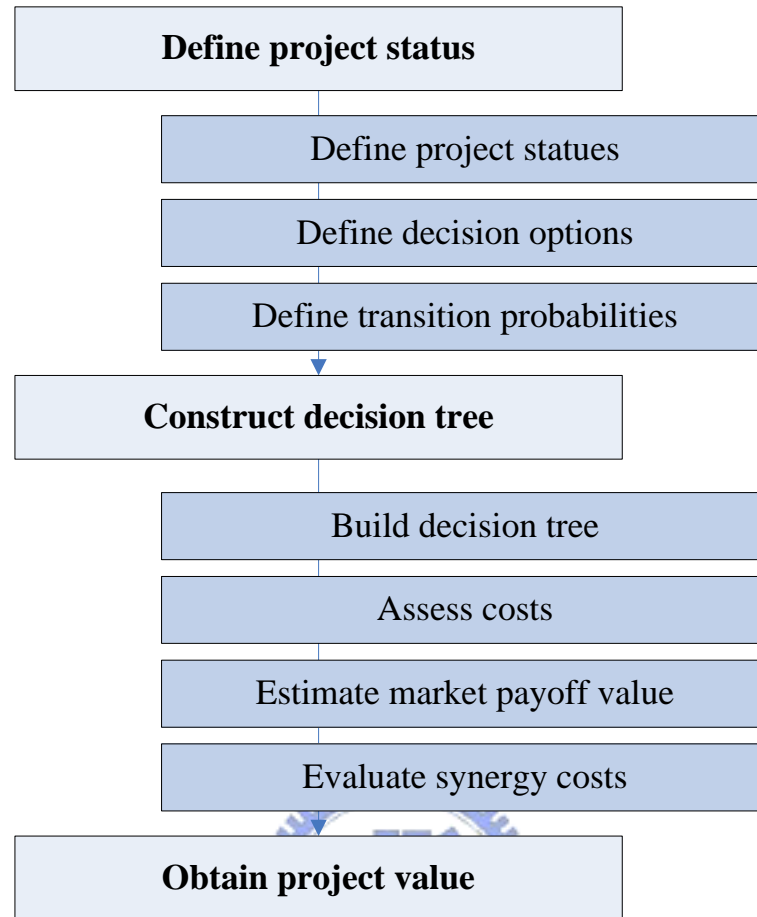 Define project status
Define project statues
Define decision options
Define transition probabilities
Construct decision tree
Build decision tree
Assess costs
Estimate market payoff value
Evaluate synergy costs
Obtain project value